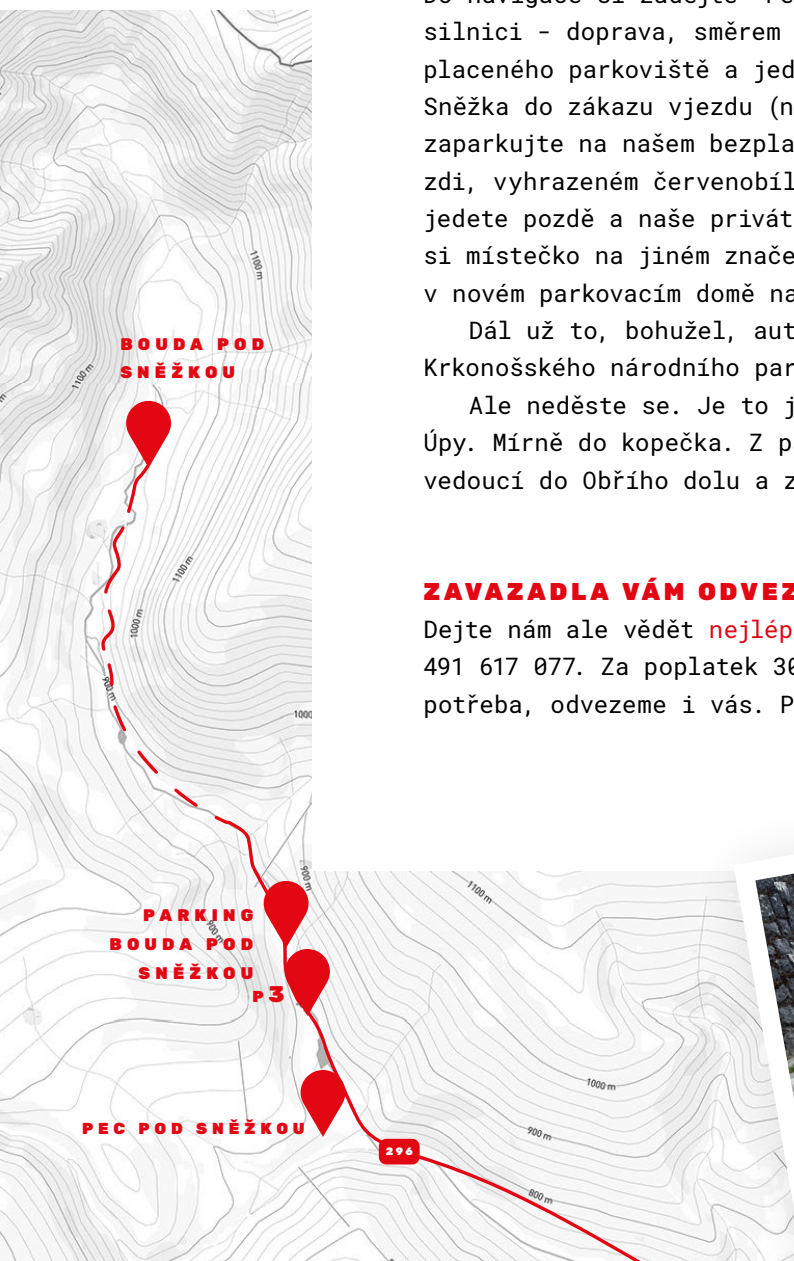 silnici – doprava, směrem
placeného parkoviště a jed
Sněžka do zákazu vjezdu (n
zaparkujte na našem bezpla
zdi, vyhrazeném červenobíl
jedete pozdě a naše privát
si místečko na jiném znače
v novém parkovacím domě na
Dál už to, bohužel, aut
Krkonošského národního par
Ale neděste se. Je to j
Úpy. Mírně do kopečka. Z p
vedoucí do Obřího dolu a z
ZAVAZADLA VÁM ODVEZ
Dejte nám ale vědět nejlép
491 617 077. Za poplatek 30
potřeba, odvezeme i vás. P
1100 m
BOUDA POD
SNĚŽKOU
1100 m
1100 m
1000 m
900 m
1000
900 m
1100 m
PARKING
BOUDA POD
SNĚŽKOU
900 m
P3
1000 m
PEC POD SNĚŽKOU
900 m
296
800 m